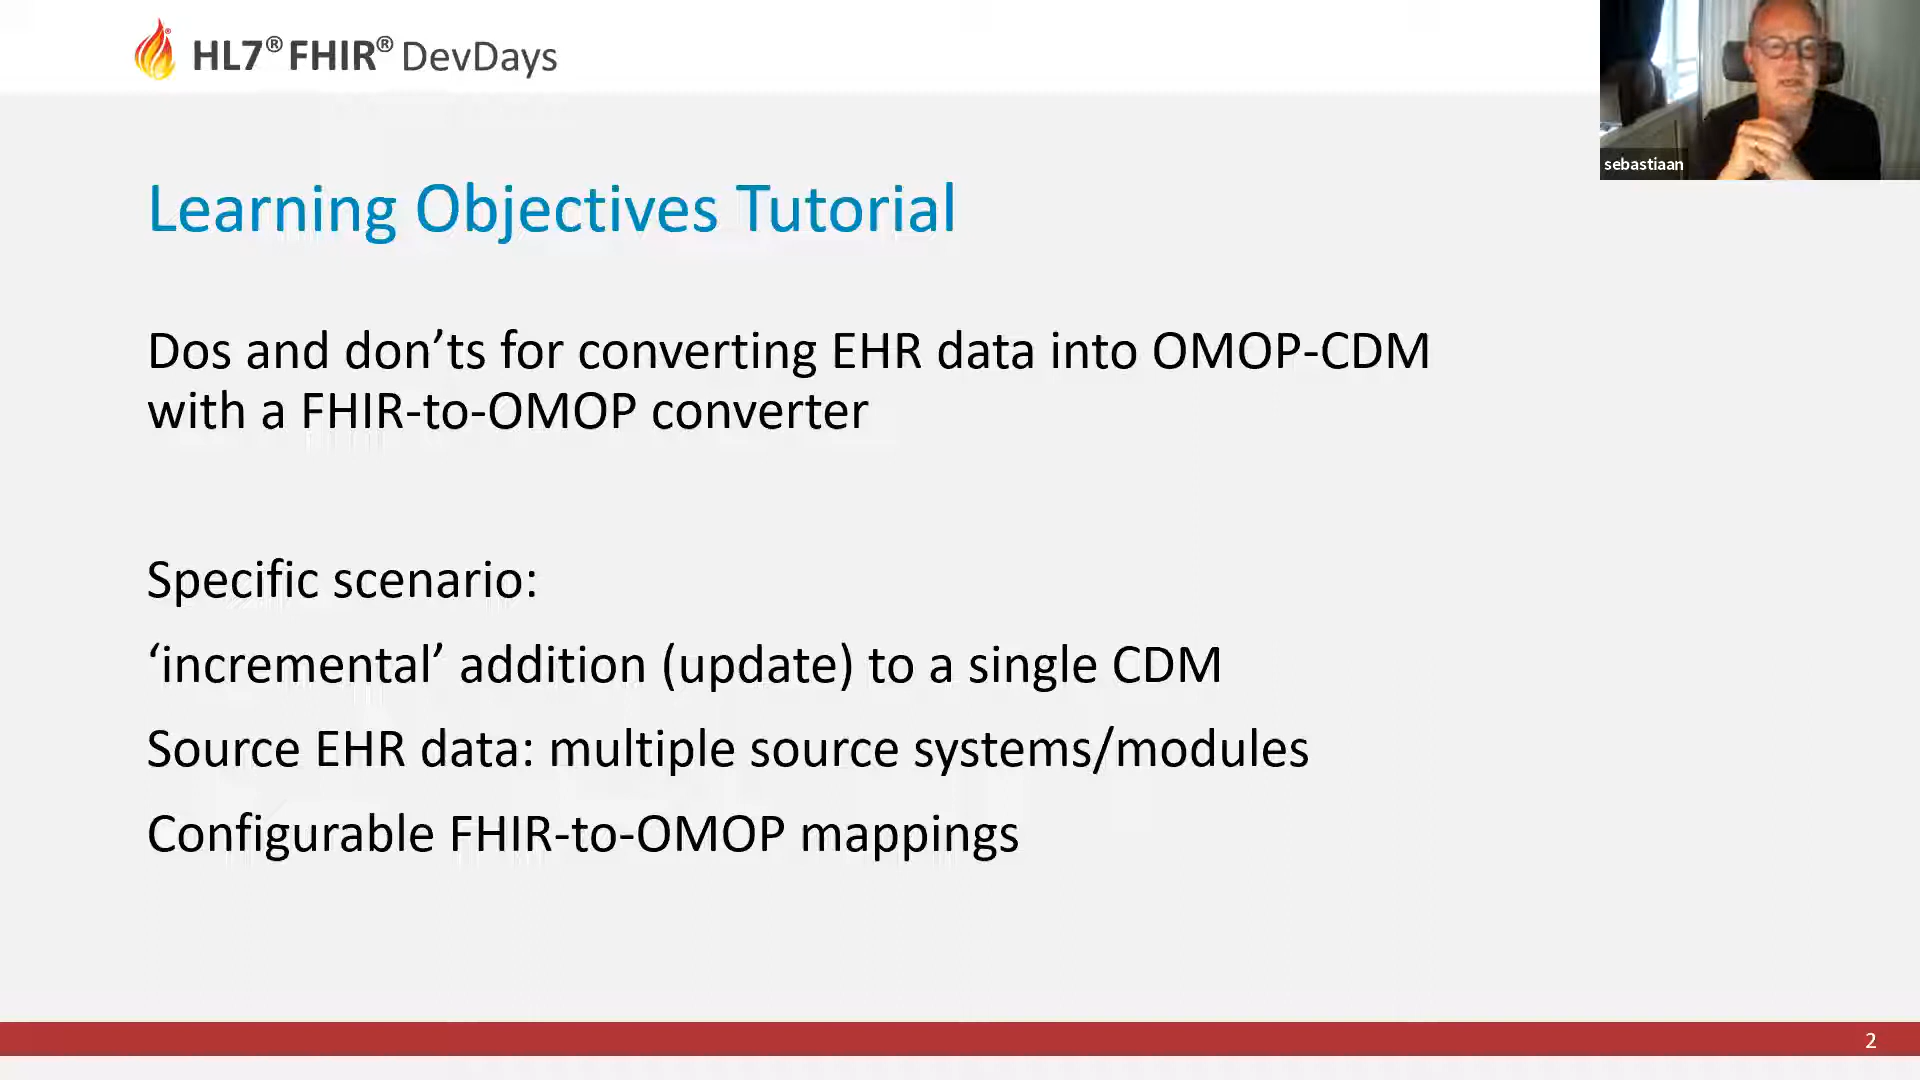 HL7® FHIR® DevDays
sebastiaan
Learning Objectives Tutorial
Dos and don’ts for converting EHR data into OMOP-CDM
with a FHIR-to-OMOP converter
Specific scenario:
‘incremental’ addition (update) to a single CDM
Source EHR data: multiple source systems/modules
Configurable FHIR-to-OMOP mappings
2